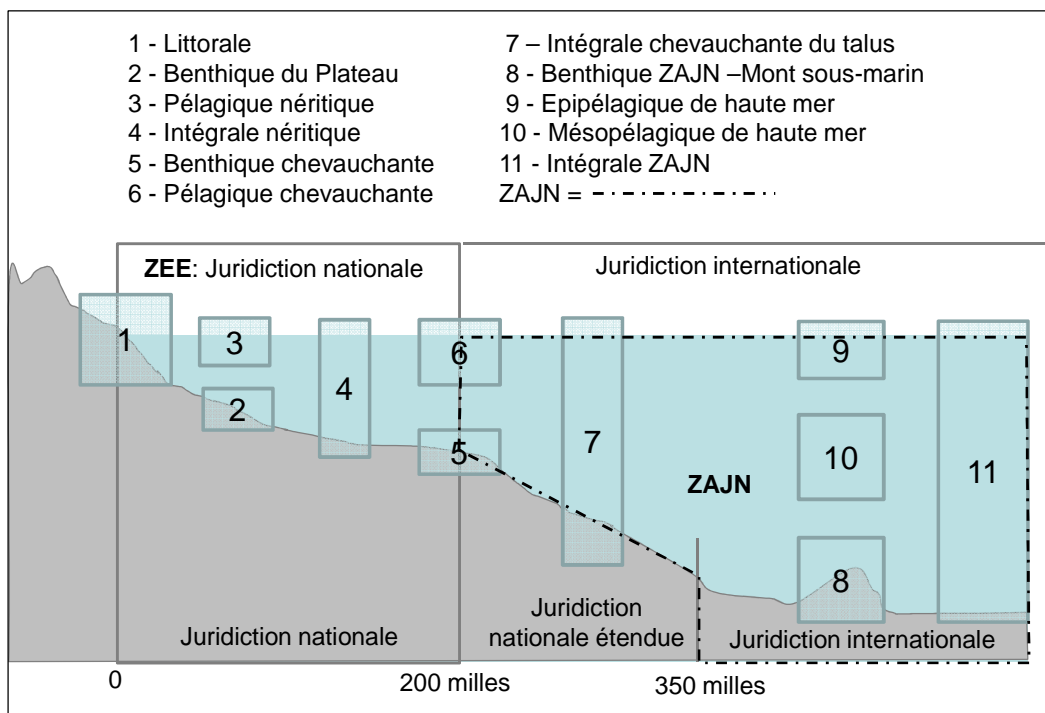 1 - Littorale
2 - Benthique du Plateau
3 - Pélagique néritique
4 - Intégrale néritique
5 - Benthique chevauchante
6 - Pélagique chevauchante
7 – Intégrale chevauchante du talus
8 - Benthique ZAJN –Mont sous-marin
9 - Epipélagique de haute mer
10 - Mésopélagique de haute mer
11 - Intégrale ZAJN
ZAJN =
ZEE: Juridiction nationale
Juridiction internationale
1
3
2
4
6
5
7
9
10
8
11
ZAJN
Juridiction nationale
Juridiction
nationale étendue
Juridiction internationale
0
200 milles
350 milles